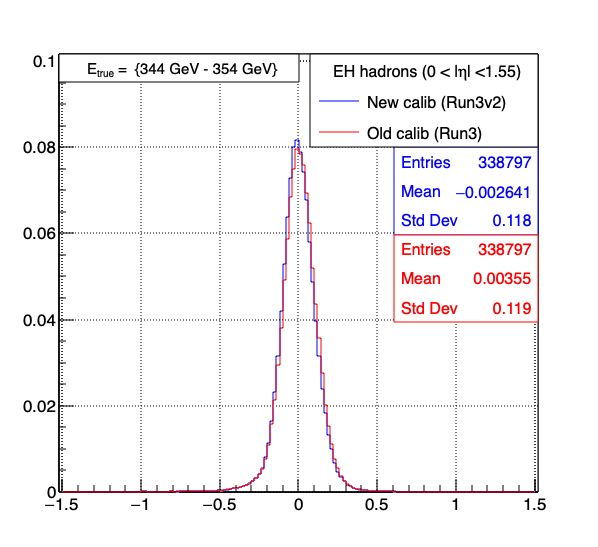 E_true = {344 GeV - 354 GeV}
EH hadrons (0 < |η| <1.55)
New calib (Run3v2)
Old calib (Run3)
Entries 338797
Mean −0.002641
Std Dev 0.118
Entries 338797
Mean 0.00355
Std Dev 0.119
0.1
0.08
0.06
0.04
0.02
0
−1.5 −1 −0.5 0 0.5 1 1.5